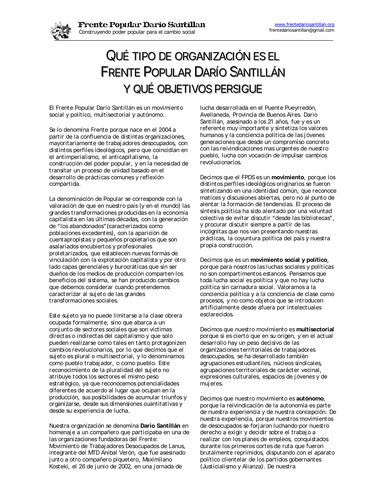 Frente Popular Darío Santillan
Construyendo poder popular para el cambio social
www.frentedariosantillan.org
frentedariosantillan@gmail.com
QUÉ TIPO DE ORGANIZACIÓN ES EL
FRENTE POPULAR DARÍO SANTILLÁN
Y QUÉ OBJETIVOS PERSIGUE
El Frente Popular Darío Santillán es un movimiento
social y político, multisectorial y autónomo.
Se lo denomina Frente porque nace en el 2004 a
partir de la confluencia de distintas organizaciones,
mayoritariamente de trabajadores desocupados, con
distintos perfiles ideológicos, pero que coincidían en
el antimperialismo, el anticapitalismo, la
construcción del poder popular, y en la necesidad de
transitar un proceso de unidad basado en el
desarrollo de prácticas comunes y reflexión
compartida.
La denominación de Popular se corresponde con la
valoración de que en nuestro país (y en el mundo) las
grandes transformaciones producidas en la economía
capitalista en las últimas décadas, con la generación
de "los abandonados" (caracterizados como
poblaciones excedentes), con la aparición de
cuentapropistas y pequeños propietarios que son
asalariados encubiertos y profesionales
proletarizados, que establecen nuevas formas de
vinculación con la explotación capitalista y por otro
lado capas gerenciales y burocráticas que sin ser
dueños de los medios de producción comparten los
beneficios del sistema, se han producido cambios
que debemos considerar cuando pretendemos
caracterizar al sujeto de las grandes
transformaciones sociales.
Este sujeto ya no puede limitarse a la clase obrera
ocupada formalmente, sino que abarca a un
conjunto de sectores sociales que son víctimas
directas o indirectas del capitalismo y que solo
pueden realizarse como tales en tanto protagonizen
cambios revolucionarios, por lo que decimos que el
sujeto es plural o multisectorial, y lo denominamos
como pueblo trabajador, o como pueblo. Este
reconocimiento de la pluralidad del sujeto no
atribuye todos los sectores el mismo peso
estratégico, ya que reconocemos potencialidades
diferentes de acuerdo al lugar que ocupan en la
producción, sus posibilidades de acumular triunfos y
organizarse, desde sus dimensiones cuantitativas y
desde su experiencia de lucha.
Nuestra organización se denomina Darío Santillán en
homenaje a un compañero que participaba en una de
las organizaciones fundadoras del Frente:
Movimiento de Trabajadores Desocupados de Lanus,
integrante del MTD Aníbal Verón, que fue asesinado
junto a otro compañero piquetero, Maximiliano
Kosteki, el 26 de junio de 2002, en una jornada de
lucha desarrollada en el Puente Pueyrredón,
Avellaneda, Provincia de Buenos Aires. Darío
Santillán, asesinado a los 21 años, fue y es un
referente muy importante y sintetiza los valores
humanos y la conciencia política de las jóvenes
generaciones que desde un compromiso concreto
con las reivindicaciones mas urgentes de nuestro
pueblo, lucha con vocación de impulsar cambios
revolucionarios.
Decimos que el FPDS es un movimiento, porque los
distintos perfiles ideológicos originarios se fueron
sintetizando en una identidad común, que reconoce
matices y discusiones abiertas, pero no al punto de
alentar la formación de tendencias. El proceso de
síntesis política ha sido alentado por una voluntad
colectiva de evitar discutir "desde las bibliotecas",
y procurar discutir siempre a partir de las
incógnitas que nos van presentando nuestras
prácticas, la coyuntura política del país y nuestra
propia construcción.
Decimos que es un movimiento social y político,
porque para nosotros las luchas sociales y políticas
no son compartimentos estancos. Pensamos que
toda lucha social es política y que no hay lucha
política sin carnadura social. Valoramos a la
conciencia política y a la conciencia de clase como
procesos, y no como objetos que se introducen
artificialmente desde afuera por intelectuales
esclarecidos.
Decimos que nuestro movimiento es multisectorial
porque si es cierto que en su origen, y en el actual
desarrollo hay un peso decisivo de las
organizaciones territoriales de trabajadores
desocupados, se ha desarrollado también
agrupaciones estudiantiles, núcleos sindicales,
agrupaciones territoriales de carácter vecinal,
expresiones culturales, espacios de jóvenes y de
mujeres.
Decimos que nuestro movimiento es autónomo,
porque la reivindicación de la autonomía es parte
de nuestra experiencia y de nuestra concepción. De
nuestra experiencia, porque nuestros movimientos
de desocupados se forjaron luchando por nuestro
derecho a exigir y decidir sobre el trabajo a
realizar con los planes de empleos, conquistados
durante los primeros cortes de ruta que fueron
brutalmente reprimidos, disputando con el aparato
político clientelar de los partidos gobernantes
(Justicialismo y Alianza). De nuestra